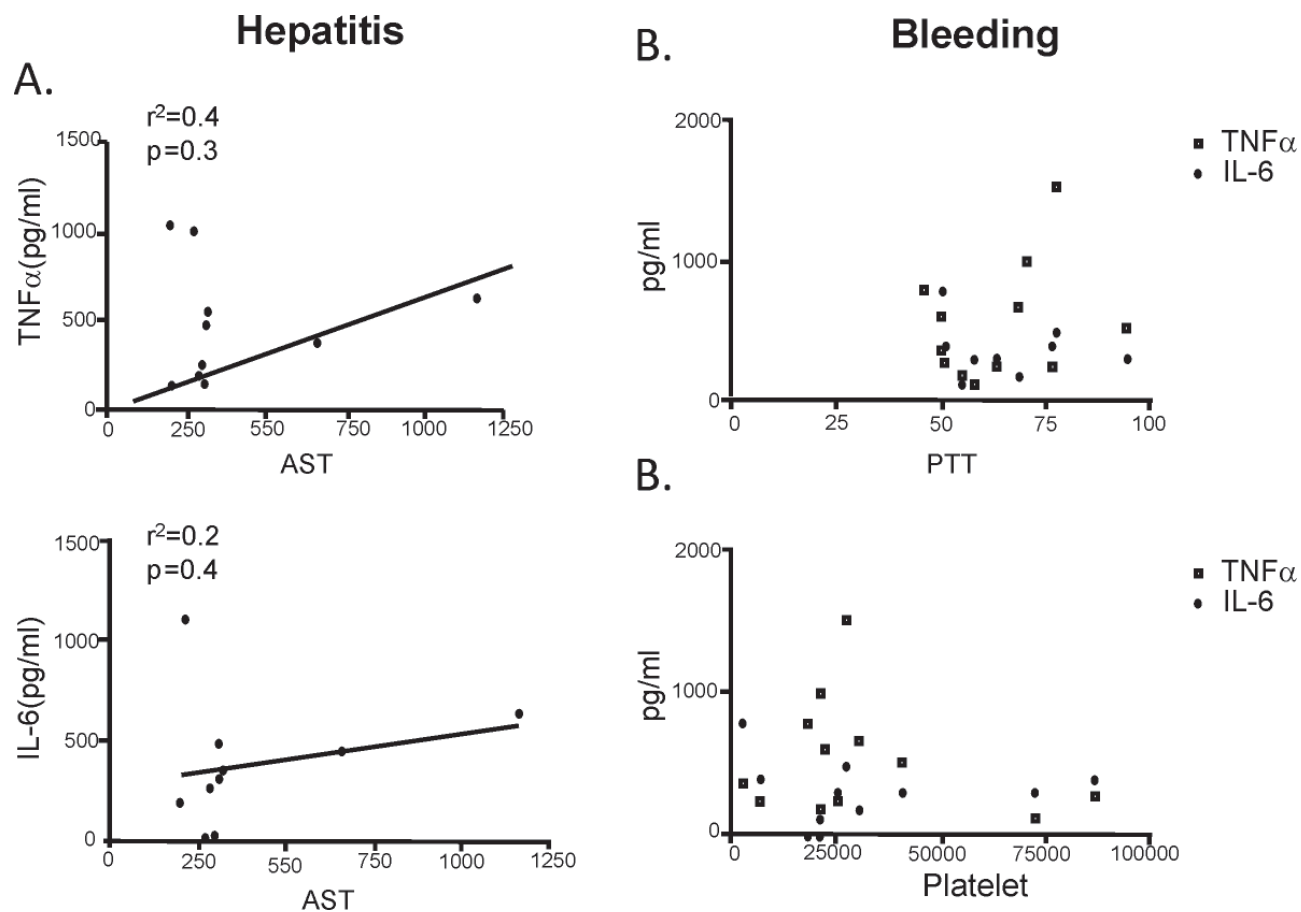 Hepatitis
A.
r²=0.4
p=0.3
1500
1000
500
0
TNFα(pg/ml)
0 250 550 750 1000 1250
AST
r²=0.2
p=0.4
1500
1000
500
0
IL-6(pg/ml)
0 250 550 750 1000 1250
AST
Bleeding
B.
2000
1000
0
pg/ml
0 25 50 75 100
PTT
TNFα
IL-6
B.
2000
1000
0
pg/ml
0 25000 50000 75000 100000
Platelet
TNFα
IL-6